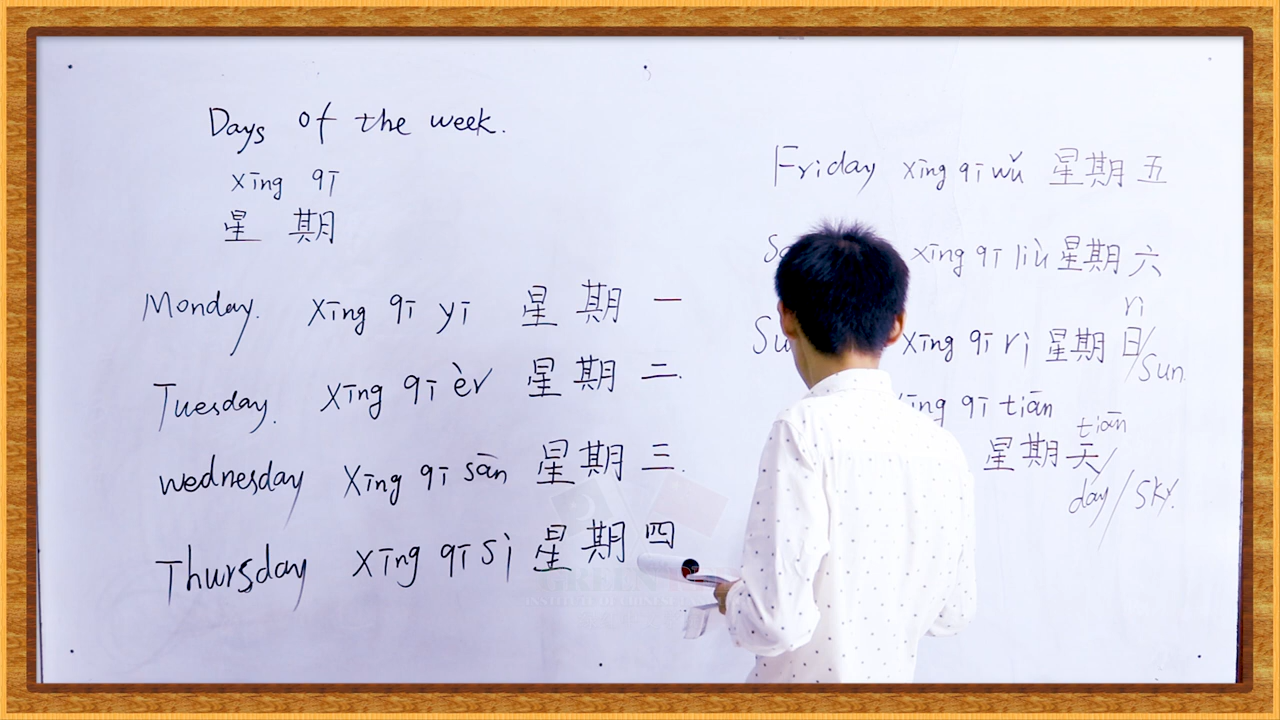 Days of the week.
xīng qī
星 期
Monday. xīng qī yī 星 期 一
Tuesday. xīng qī èr 星 期 二.
wednesday xīng qī sān 星 期 三.
Thursday xīng qī sì 星 期 四
Friday xīng qī wǔ 星期 五
xīng qī liù 星期 六
rì
xīng qī rì 星期 日/Sun
xīng qī tiān
tiān
星期天/
day/sky.